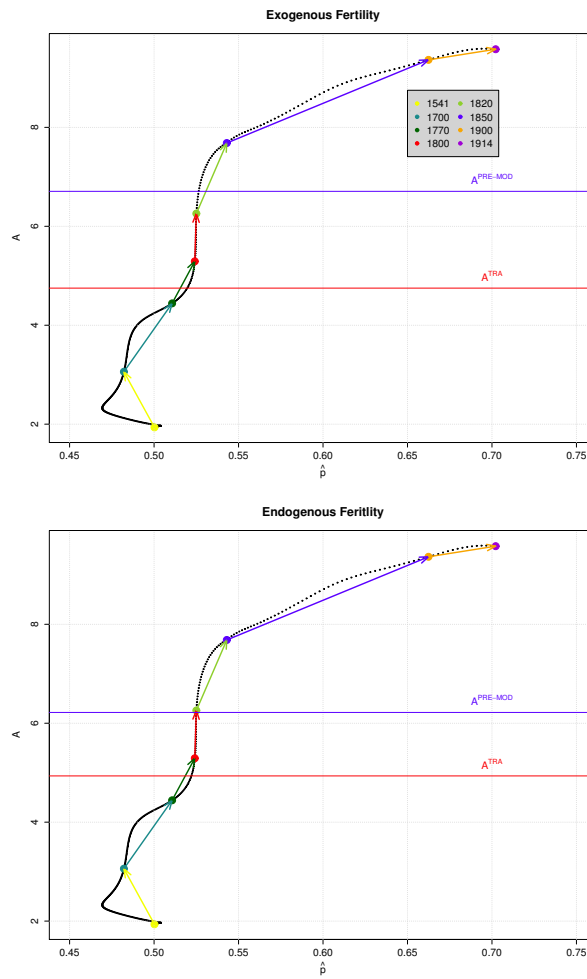 Exogenous Fertility
8
6
4
2
A
1541 1820
1700 1850
1770 1900
1800 1914
A^PRE−MOD
A^TRA
0.45 0.50 0.55 0.60 0.65 0.70 0.75
p̂
Endogenous Feritlity
8
6
4
2
A
A^PRE−MOD
A^TRA
0.45 0.50 0.55 0.60 0.65 0.70 0.75
p̂